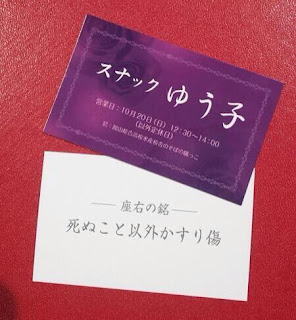 スナック ゆう子
営業日：10月20日(日) 12:30~14:00
(以外定休日)
座右の銘
死ぬこと以外かすり傷